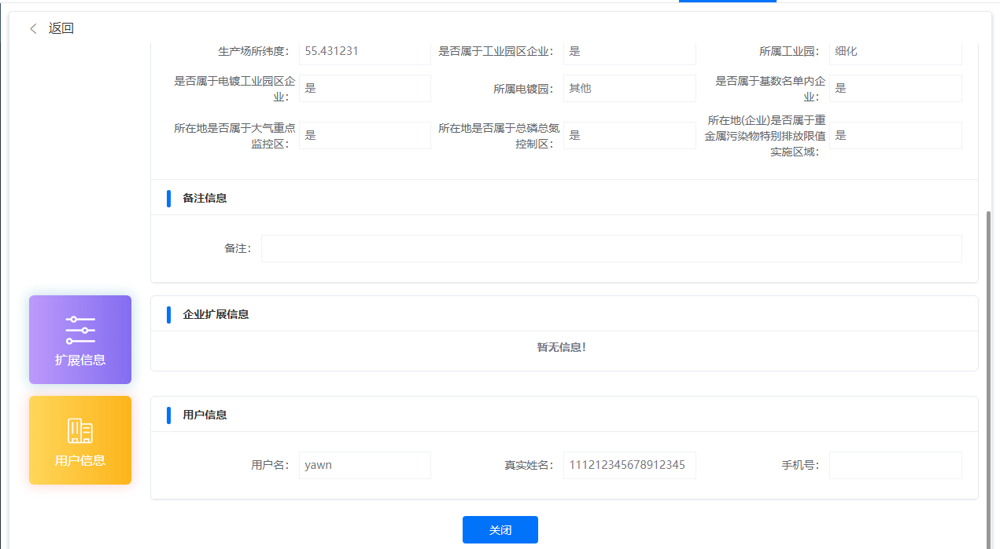 返回
生产场所纬度： 55.431231 是否属于工业园区企业： 是 所属工业园： 细化
是否属于电镀工业园区企
业： 是 所属电镀园： 其他 是否属于基数名单内企
业： 是
所在地是否属于大气重点
监控区： 是 所在地是否属于总磷总氮
控制区： 是 所在地(企业)是否属于重
金属污染物特别排放限值
实施区域： 是
备注信息
备注：
扩展信息
企业扩展信息
暂无信息！
用户信息
用户信息
用户名： yawn 真实姓名： 111212345678912345 手机号：
关闭